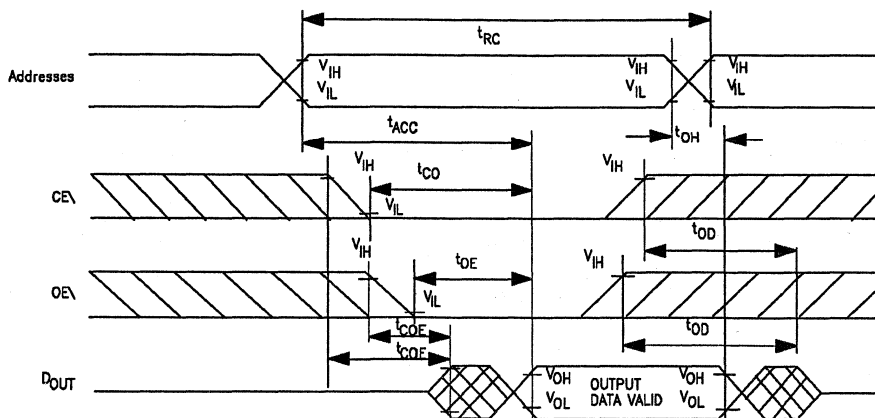 tRC
Addresses
VIH VIH VIH
VIL VIL VIL
tACC tOH
VIH tCO VIH
CE\ VIL
tOD
VIH tOE VIH
OE\ VIL
tCOE tOD
tCOE
DOUT VOH OUTPUT VOH
VOL DATA VALID VOL